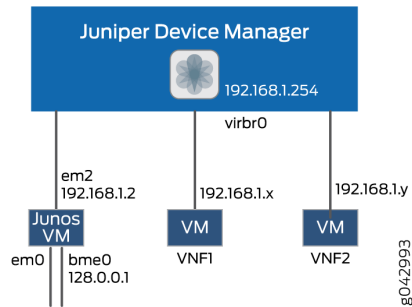 Juniper Device Manager
192.168.1.254
virbr0
em2
192.168.1.2
192.168.1.x
192.168.1.y
Junos
VM
VM
VM
em0
bme0
128.0.0.1
VNF1
VNF2
g042993